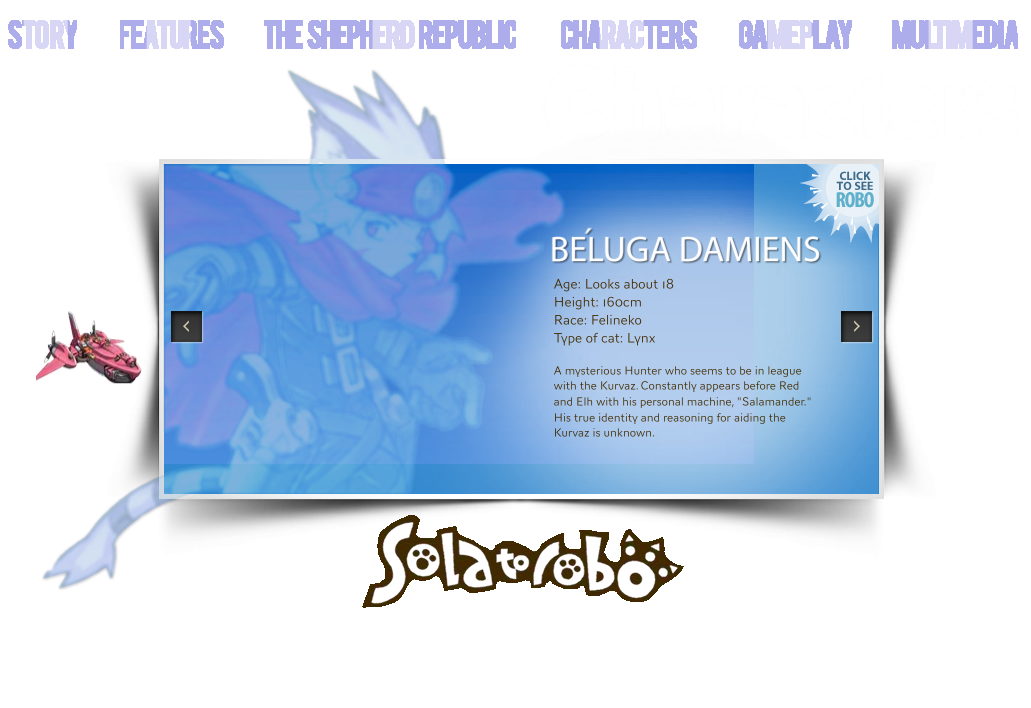 STORY FEATURES THE SHEPHERD REPUBLIC CHARACTERS GAMEPLAY MULTIMEDIA
CLICK
TO SEE
ROBO
BÉLUGA DAMIENS
Age: Looks about 18
Height: 160cm
Race: Felineko
Type of cat: Lynx
A mysterious Hunter who seems to be in league
with the Kurvaz. Constantly appears before Red
and Elh with his personal machine, "Salamander."
His true identity and reasoning for aiding the
Kurvaz is unknown.
Solatorobo